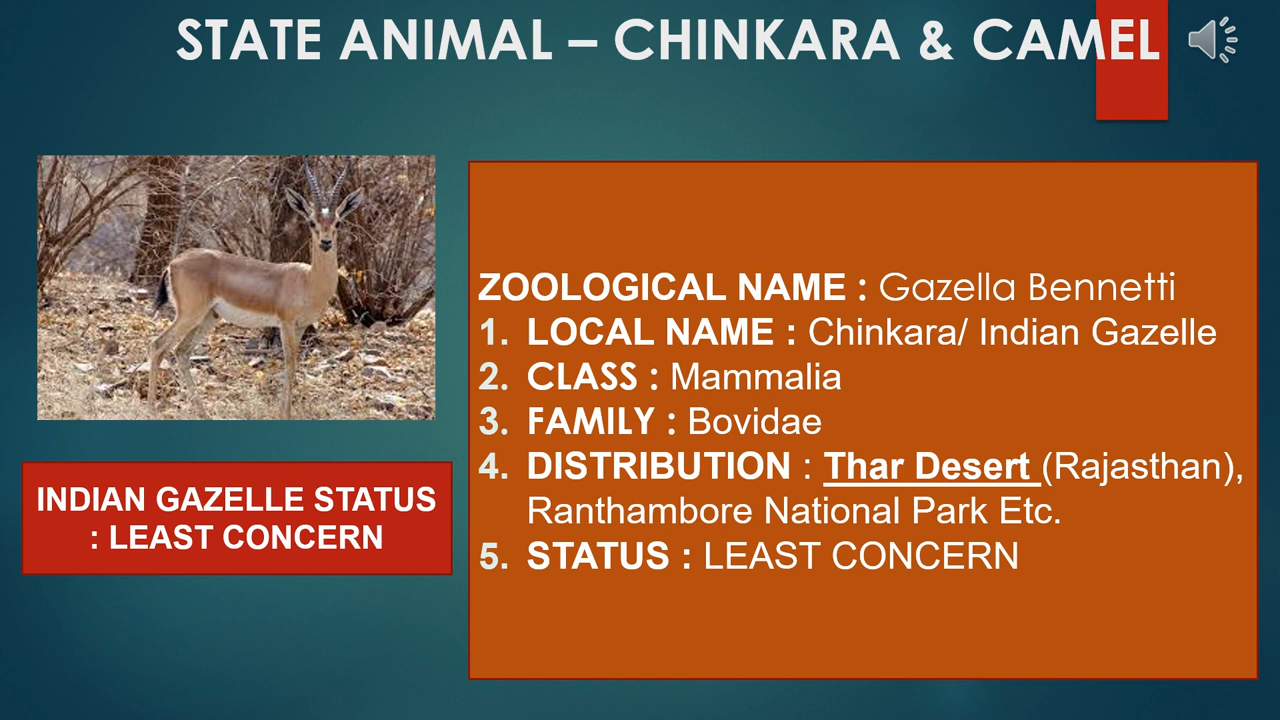 STATE ANIMAL – CHINKARA & CAMEL
INDIAN GAZELLE STATUS
: LEAST CONCERN
ZOOLOGICAL NAME : Gazella Bennetti
1. LOCAL NAME : Chinkara/ Indian Gazelle
2. CLASS : Mammalia
3. FAMILY : Bovidae
4. DISTRIBUTION : Thar Desert (Rajasthan),
Ranthambore National Park Etc.
5. STATUS : LEAST CONCERN